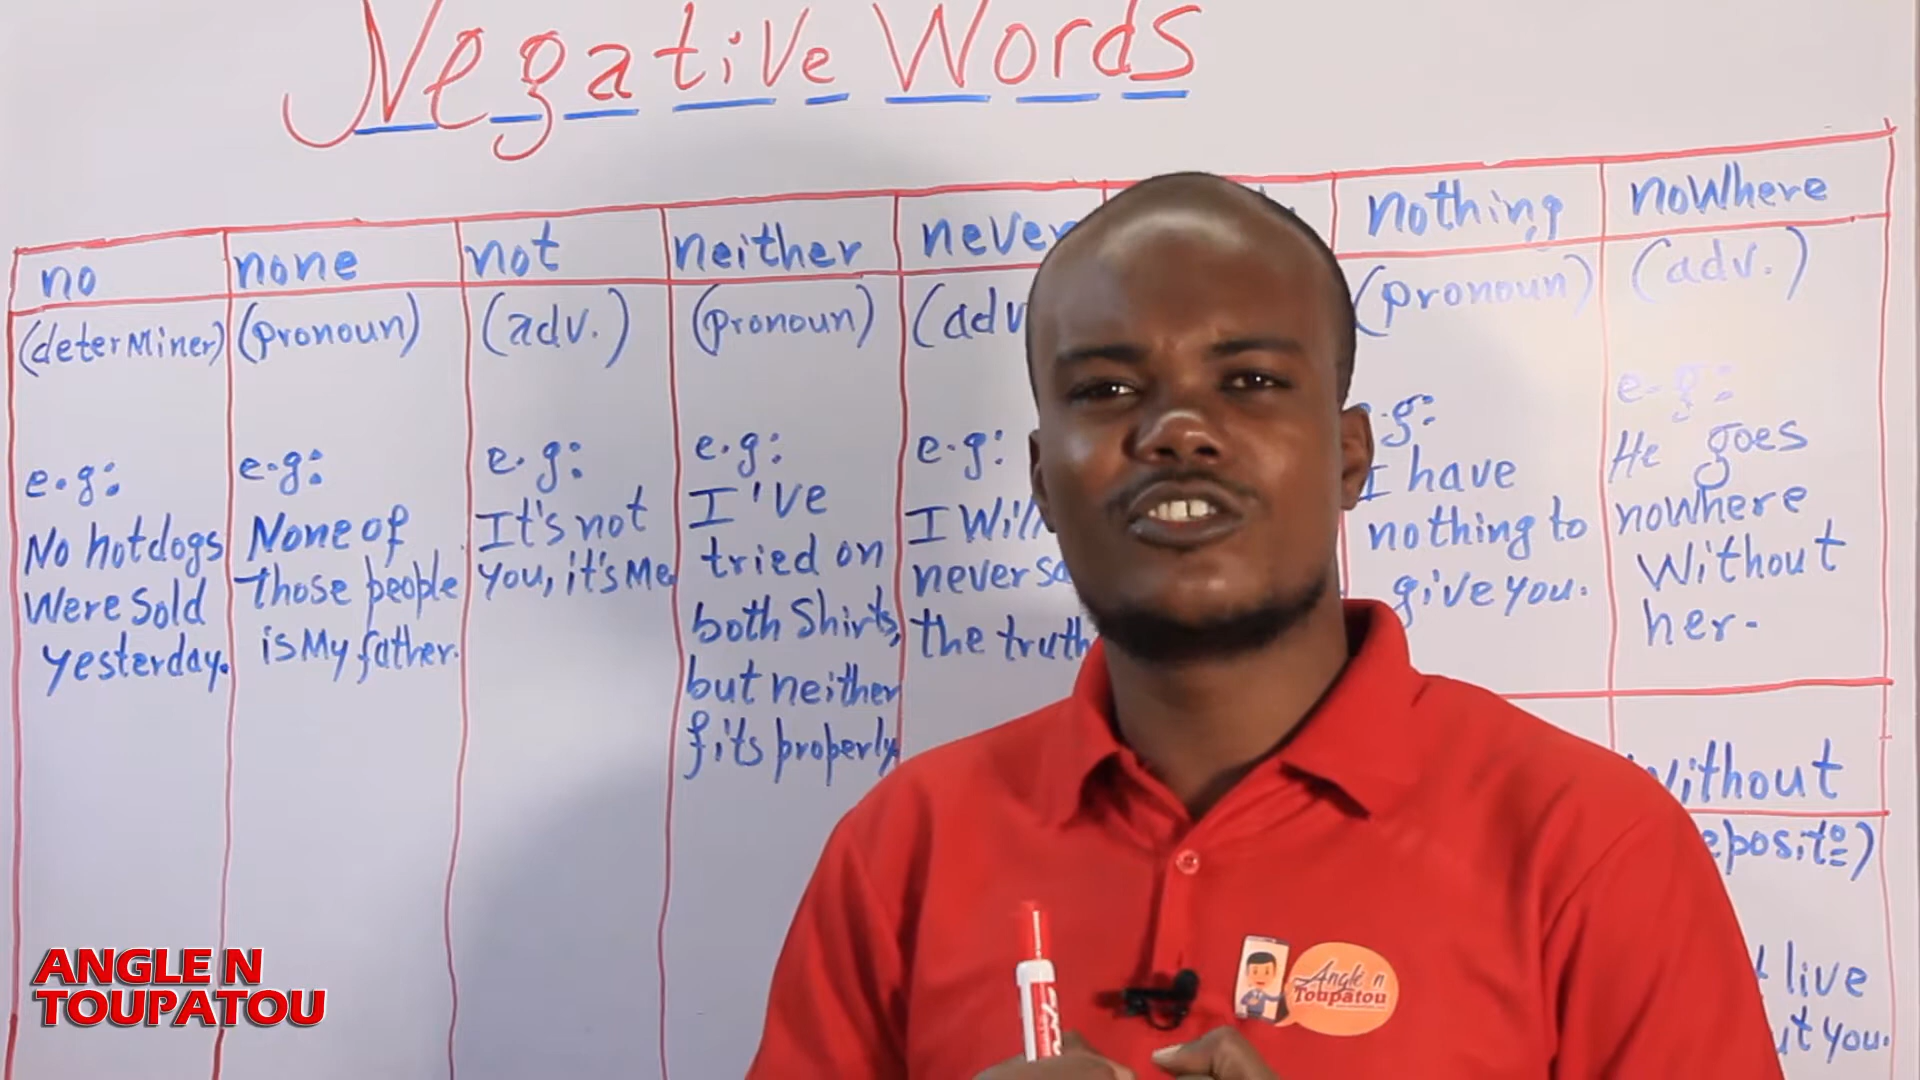 Negative Words
no
(determiner)
e.g:
No hotdogs
Were Sold
yesterday.
none
(pronoun)
e.g:
None of
those people
is My father.
not
(adv.)
e.g:
It's not
you, it's Me.
neither
(pronoun)
e.g:
I've
tried on
both Shirts,
but neither
fits properly.
never
(adv
e.g:
I Will
never
the truth
nothing
(pronoun)
I have
nothing to
give you.
noWhere
(adv.)
e-g:
He goes
noWhere
Without
her.
live
you.
ANGLE N
TOUPATOU
Angle n
Toupatou